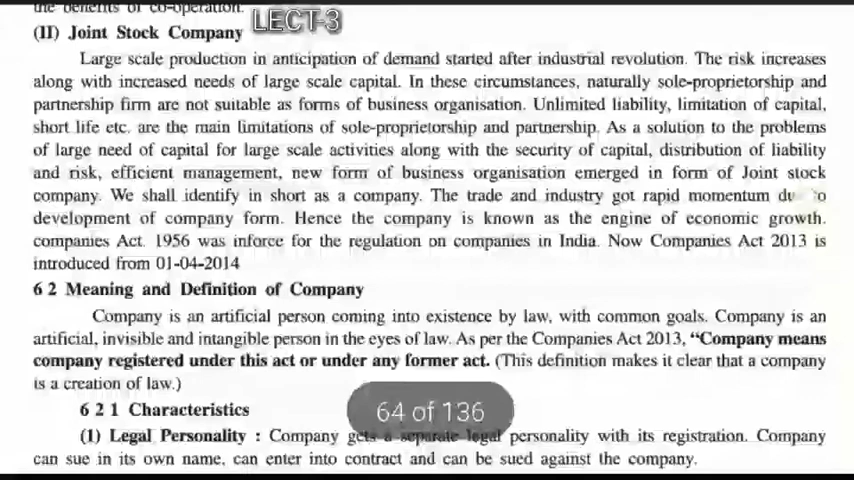 the benefits of co-operation.
LECT-3
(II) Joint Stock Company
Large scale production in anticipation of demand started after industrial revolution. The risk increases
along with increased needs of large scale capital. In these circumstances, naturally sole-proprietorship and
partnership firm are not suitable as forms of business organisation. Unlimited liability, limitation of capital,
short life etc. are the main limitations of sole-proprietorship and partnership. As a solution to the problems
of large need of capital for large scale activities along with the security of capital, distribution of liability
and risk, efficient management, new form of business organisation emerged in form of Joint stock
company. We shall identify in short as a company. The trade and industry got rapid momentum
development of company form. Hence the company is known as the engine of economic growth.
companies Act. 1956 was inforce for the regulation on companies in India. Now Companies Act 2013 is
introduced from 01-04-2014
6 2 Meaning and Definition of Company
Company is an artificial person coming into existence by law, with common goals. Company is an
artificial, invisible and intangible person in the eyes of law. As per the Companies Act 2013, “Company means
company registered under this act or under any former act. (This definition makes it clear that a company
is a creation of law.)
6 2 1 Characteristics
64 of 136
(1) Legal Personality : Company gets a separate legal personality with its registration. Company
can sue in its own name, can enter into contract and can be sued against the company.